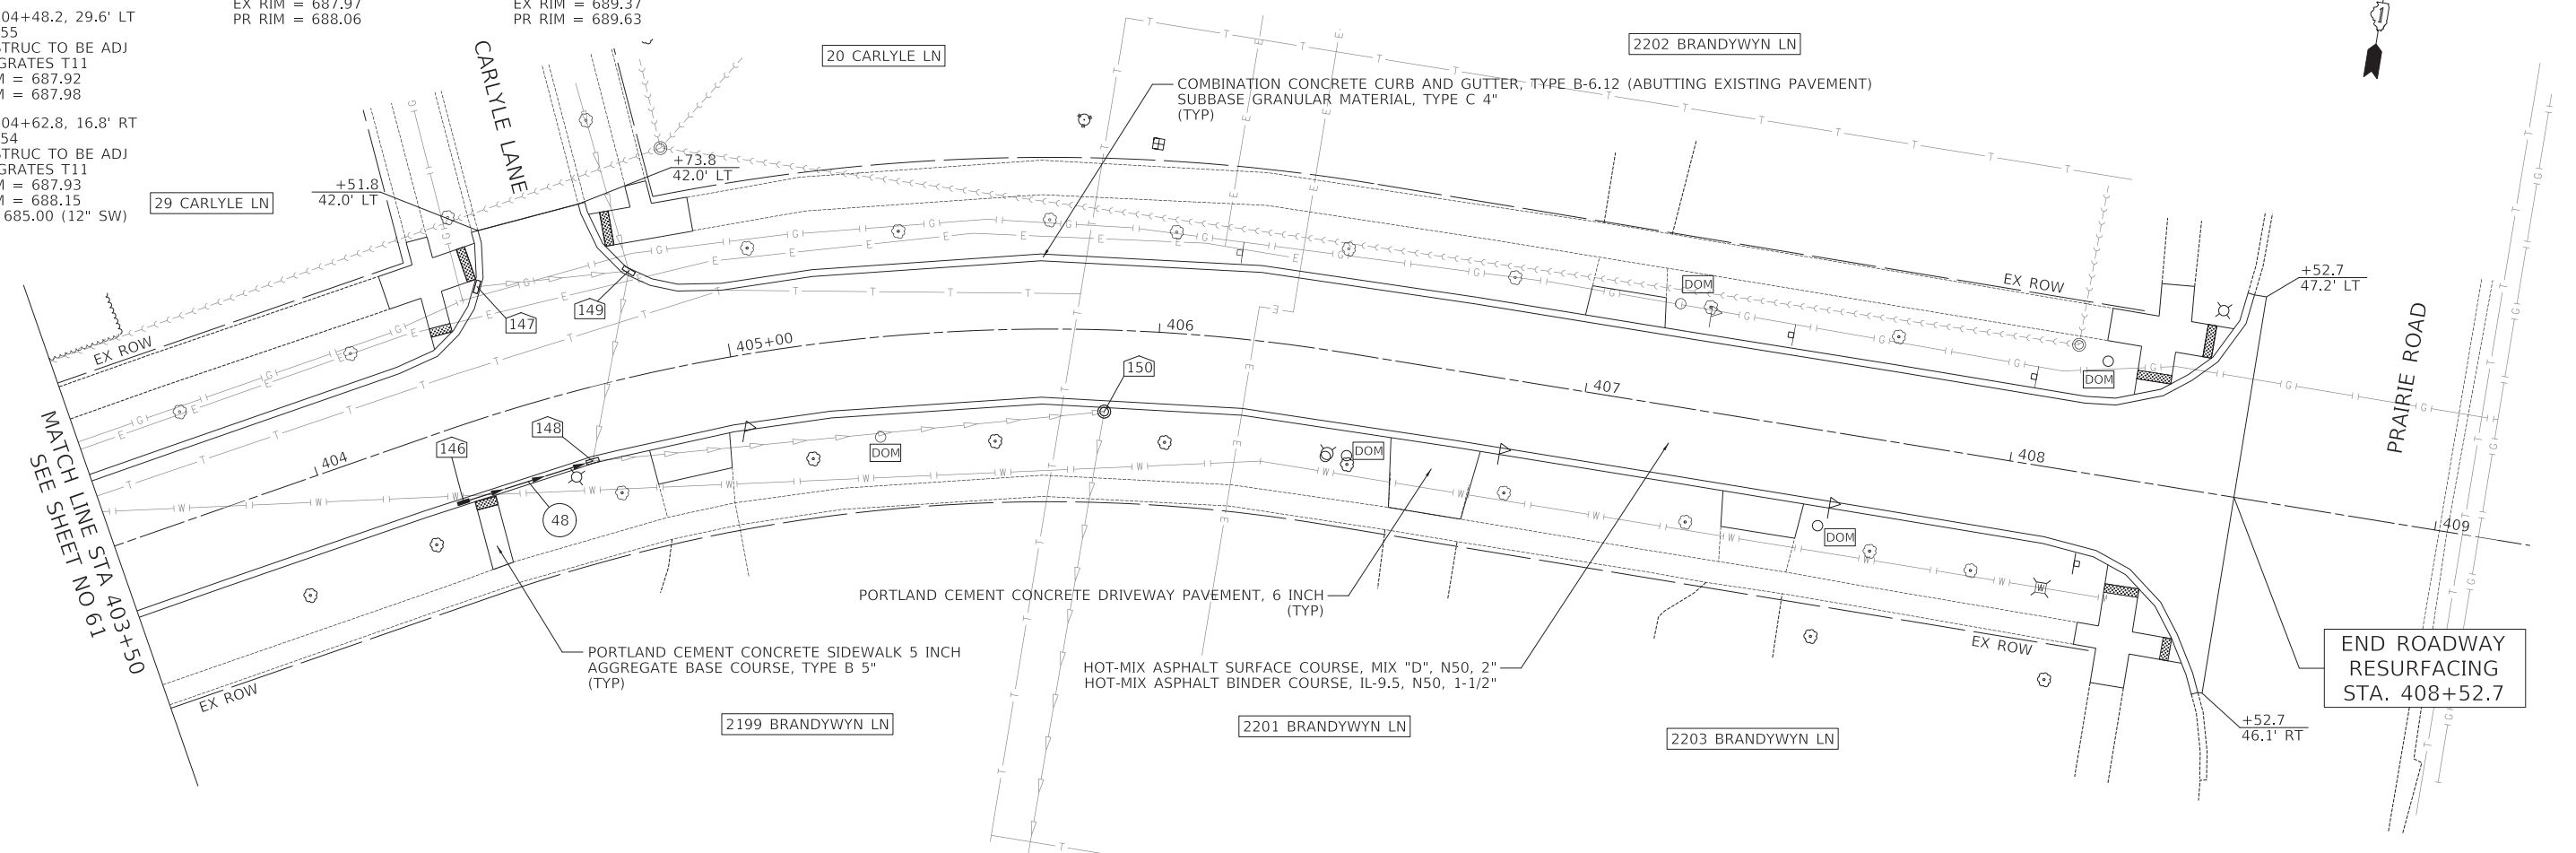 04+48.2, 29.6' LT
55
STRUC TO BE ADJ
GRATES T11
M = 687.92
M = 687.98
04+62.8, 16.8' RT
54
STRUC TO BE ADJ
GRATES T11
M = 687.93
M = 688.15
685.00 (12" SW)
EX RIM = 687.97
PR RIM = 688.06
EX RIM = 689.37
PR RIM = 689.63
CARLYLE LANE
20 CARLYLE LN
2202 BRANDYWYN LN
1
COMBINATION CONCRETE CURB AND GUTTER, TYPE B-6.12 (ABUTTING EXISTING PAVEMENT)
SUBBASE GRANULAR MATERIAL, TYPE C 4"
(TYP)
29 CARLYLE LN
+51.8
42.0' LT
+73.8
42.0' LT
147
149
EX ROW
404
405+00
406
407
408
409
150
DOM
EX ROW
DOM
+52.7
47.2' LT
PRAIRIE ROAD
MATCH LINE STA 403+50
SEE SHEET NO 61
146
148
48
DOM
DOM
DOM
W
EX ROW
PORTLAND CEMENT CONCRETE SIDEWALK 5 INCH
AGGREGATE BASE COURSE, TYPE B 5"
(TYP)
PORTLAND CEMENT CONCRETE DRIVEWAY PAVEMENT, 6 INCH
(TYP)
HOT-MIX ASPHALT SURFACE COURSE, MIX "D", N50, 2"
HOT-MIX ASPHALT BINDER COURSE, IL-9.5, N50, 1-1/2"
EX ROW
END ROADWAY
RESURFACING
STA. 408+52.7
+52.7
46.1' RT
2199 BRANDYWYN LN
2201 BRANDYWYN LN
2203 BRANDYWYN LN